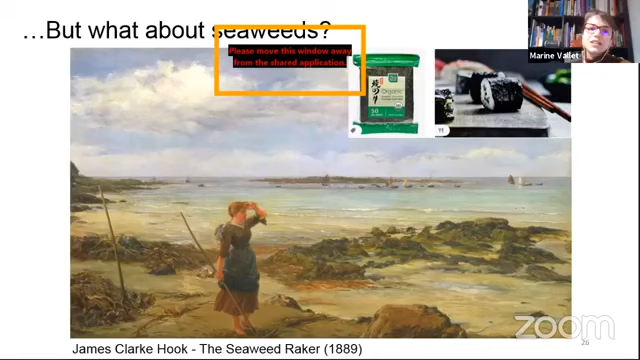 …But what about seaweeds?
Please move this window away
from the shared application.
Marine Vallet
Organic
50
James Clarke Hook - The Seaweed Raker (1889)
26
zoom